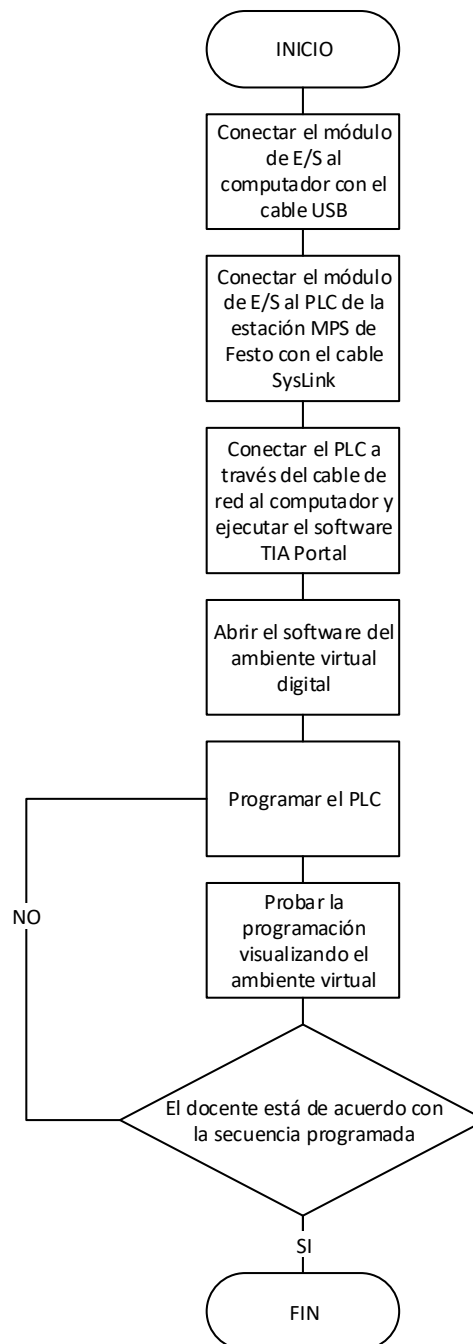 INICIO
Conectar el módulo
de E/S al
computador con el
cable USB
Conectar el módulo
de E/S al PLC de la
estación MPS de
Festo con el cable
SysLink
Conectar el PLC a
través del cable de
red al computador y
ejecutar el software
TIA Portal
Abrir el software del
ambiente virtual
digital
Programar el PLC
NO
Probar la
programación
visualizando el
ambiente virtual
El docente está de acuerdo con
la secuencia programada
SI
FIN